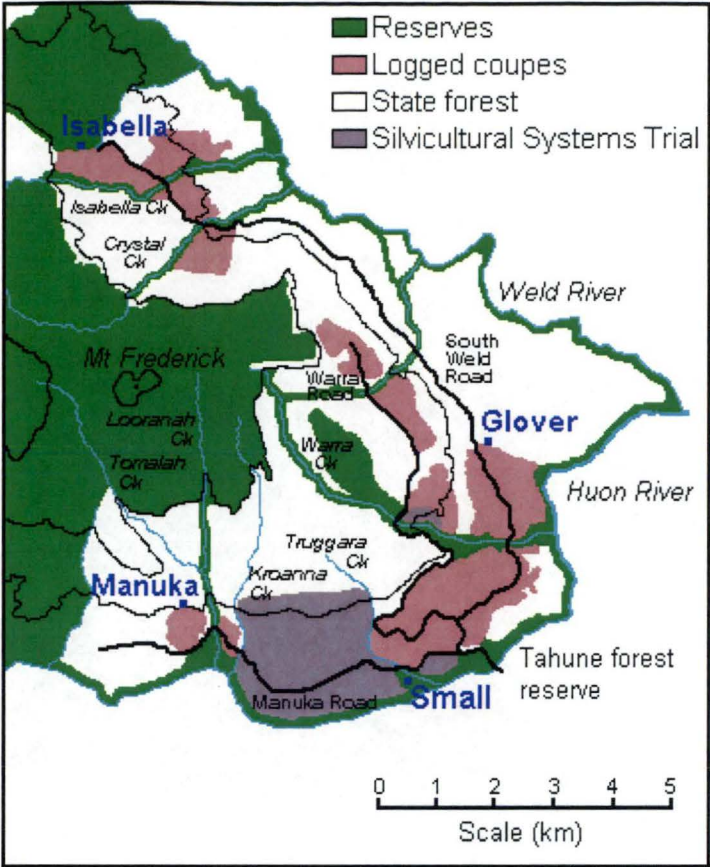 Reserves
Logged coupes
State forest
Silvicultural Systems Trial
Isabella
Isabella Ck
Crystal
Ck
Weld River
South
Weld
Road
Mt Frederick
Warra
Road
Looranah
Ck
Glover
Warra
Ck
Tomalah
Ck
Huon River
Truggara
Ck
Kroanna
Ck
Manuka
Tahune forest
reserve
Manuka Road
Small
0 1 2 3 4 5
Scale (km)